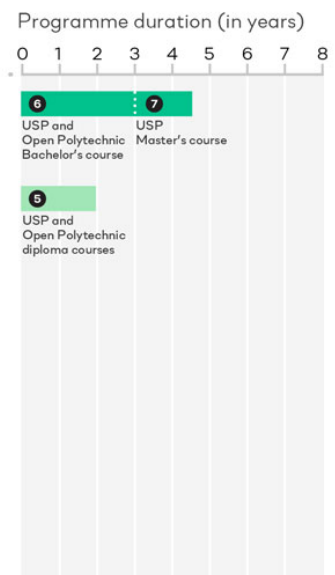 Programme duration (in years)
0 1 2 3 4 5 6 7 8
6 7
USP and
Open Polytechnic
Bachelor's course
USP
Master's course
5
USP and
Open Polytechnic
diploma courses